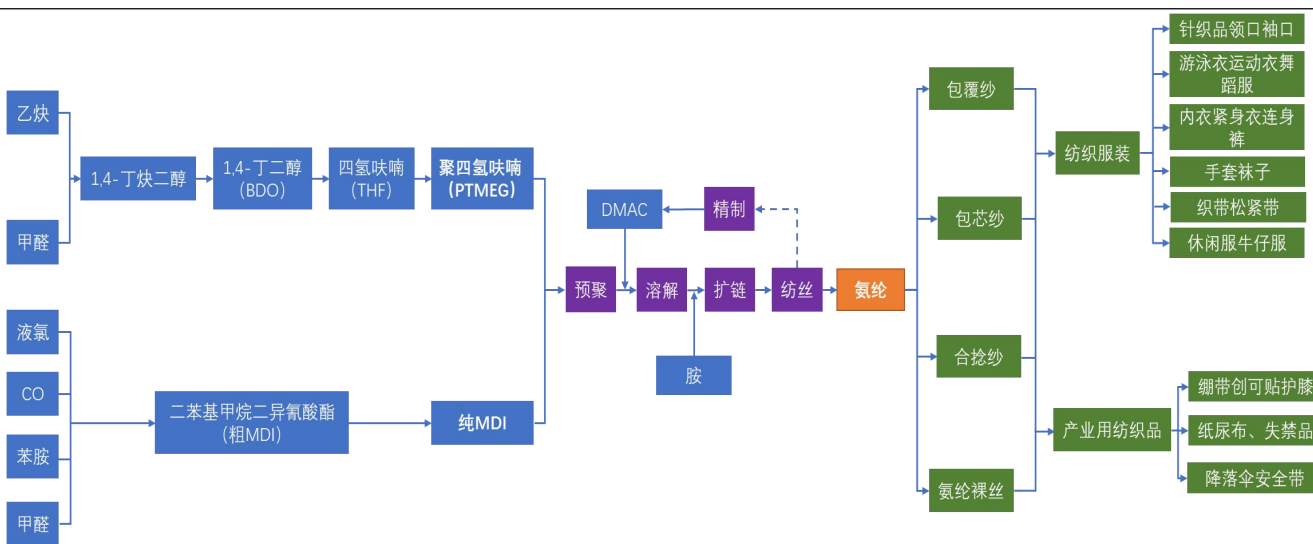 乙炔
甲醛
1,4-丁炔二醇
1,4-丁二醇
(BDO)
四氢呋喃
(THF)
聚四氢呋喃
(PTMEG)
液氯
CO
苯胺
甲醛
二苯基甲烷二异氰酸酯
(粗MDI)
纯MDI
DMAC
精制
预聚
溶解
扩链
纺丝
胺
氨纶
包覆纱
包芯纱
合捻纱
氨纶裸丝
纺织服装
产业用纺织品
针织品领口袖口
游泳衣运动衣舞
蹈服
内衣紧身衣连身
裤
手套袜子
织带松紧带
休闲服牛仔服
绷带创可贴护膝
纸尿布、失禁品
降落伞安全带